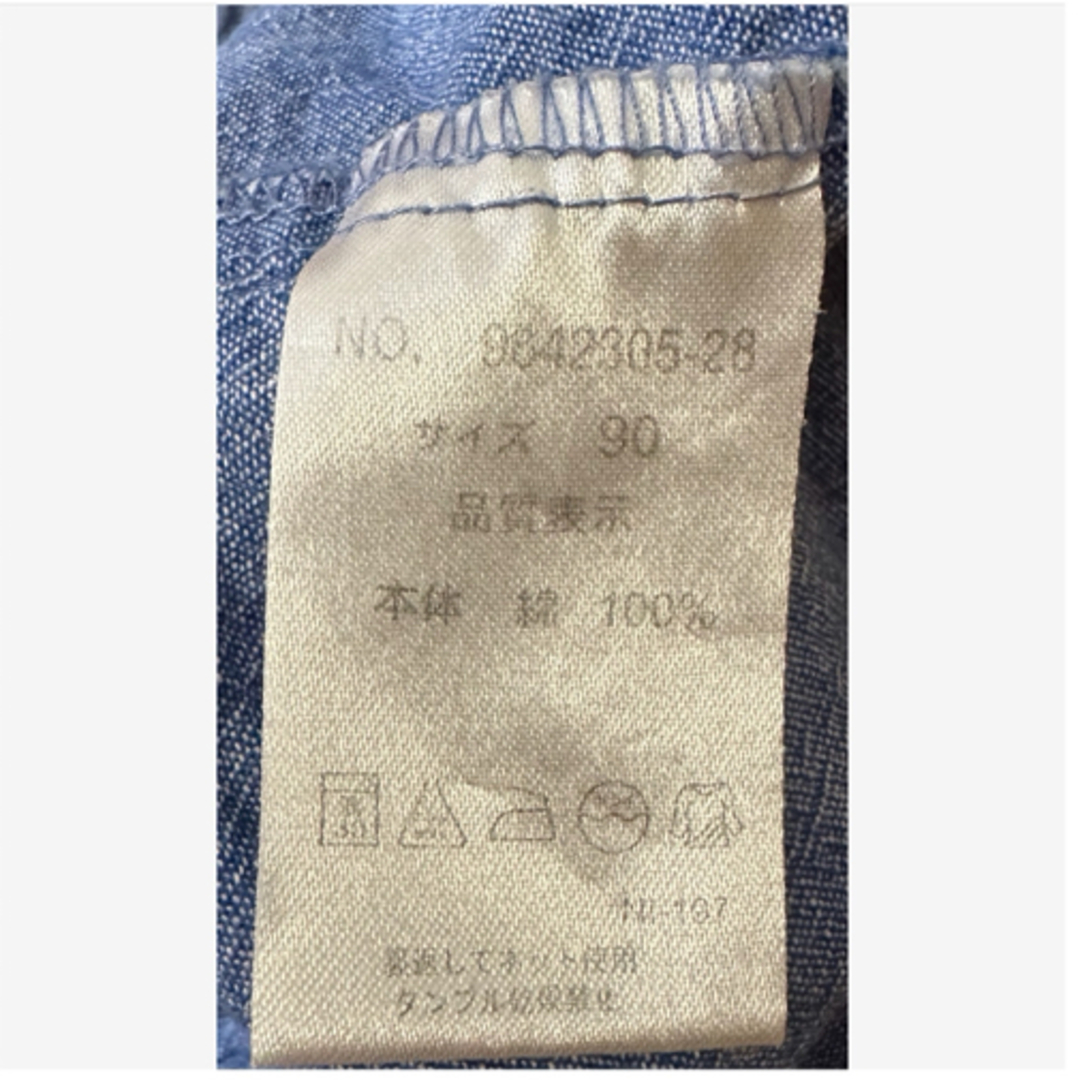 NO. 9642305-28
サイズ 90
品質表示
本体 綿 100%
裏返してネット使用
タンブル乾燥禁止